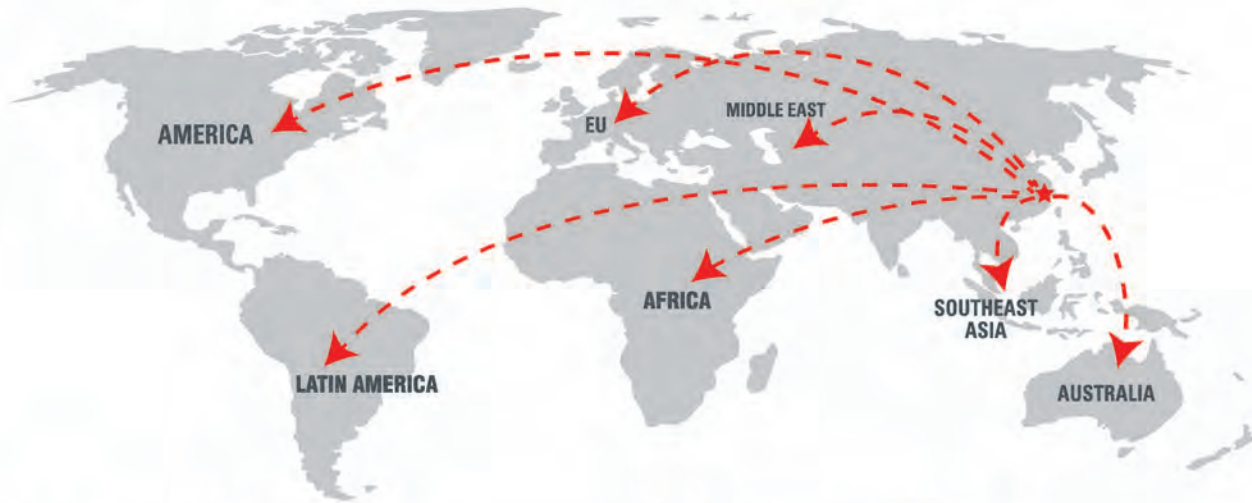 MIDDLE EAST
AMERICA
EU
AFRICA
SOUTHEAST
ASIA
LATIN AMERICA
AUSTRALIA